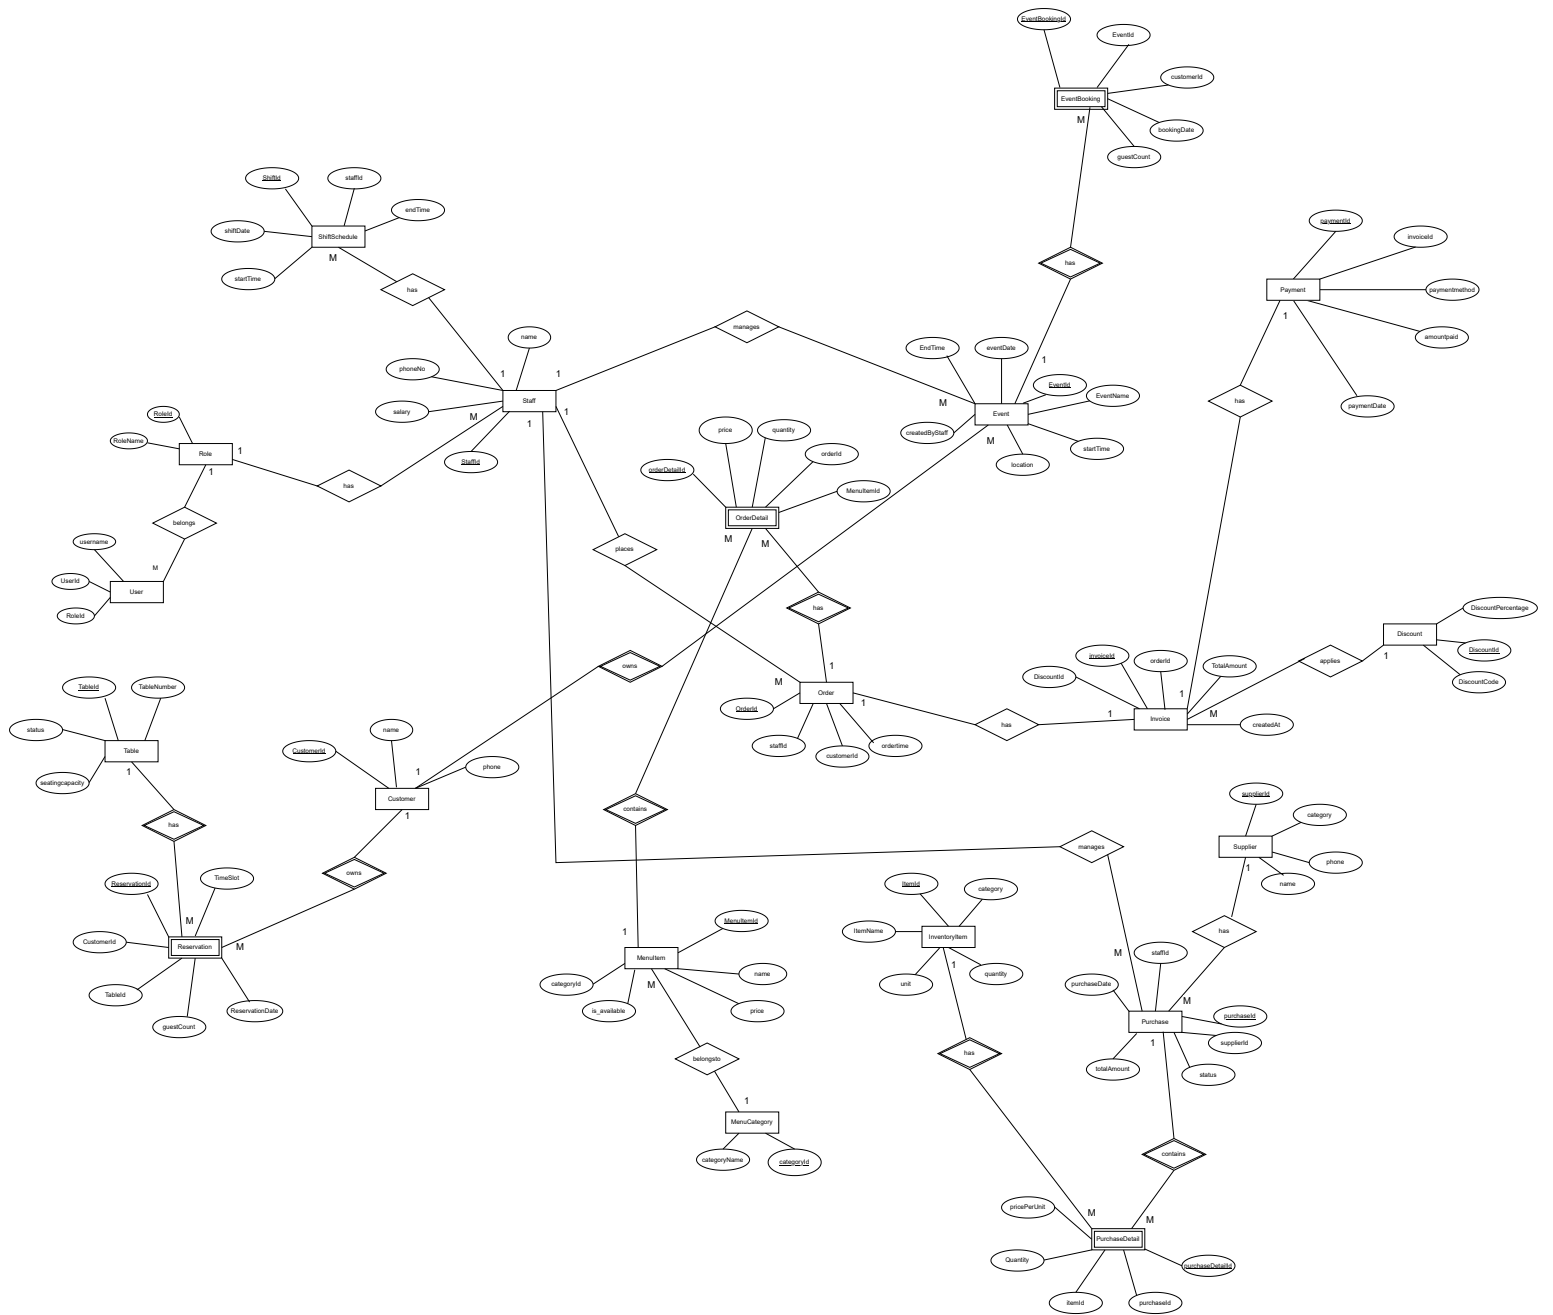 EventBookingId
EventId
customerId
EventBooking
M
bookingDate
guestCount
ShiftId
staffId
endTime
shiftDate
ShiftSchedule
M
startTime
has
has
paymentId
invoiceId
Payment
paymentmethod
1
amountpaid
paymentDate
has
manages
name
phoneNo
1
1
salary
Staff
1
M
1
StaffId
EndTime
eventDate
1
EventId
EventName
M
Event
createdByStaff
M
startTime
location
RoleId
RoleName
Role
1
1
has
belongs
username
M
UserId
User
RoleId
price
quantity
orderId
orderDetailId
MenuItemId
OrderDetail
M
M
places
has
owns
DiscountPercentage
Discount
DiscountId
1
DiscountCode
applies
invoiceId
orderId
TotalAmount
DiscountId
1
1
M
Invoice
createdAt
1
M
Order
1
OrderId
has
staffId
customerId
ordertime
TableId
TableNumber
status
Table
1
seatingcapacity
name
CustomerId
phone
1
Customer
1
has
owns
contains
manages
supplierId
category
Supplier
phone
1
name
ReservationId
TimeSlot
M
CustomerId
Reservation
M
TableId
guestCount
ReservationDate
ItemId
category
ItemName
InventoryItem
1
unit
quantity
MenuItemId
1
MenuItem
name
categoryId
M
is_available
price
has
staffId
M
purchaseDate
M
purchaseId
Purchase
1
supplierId
totalAmount
status
belongsto
has
1
MenuCategory
categoryName
categoryId
contains
pricePerUnit
M
M
PurchaseDetail
Quantity
purchaseDetailId
itemId
purchaseId